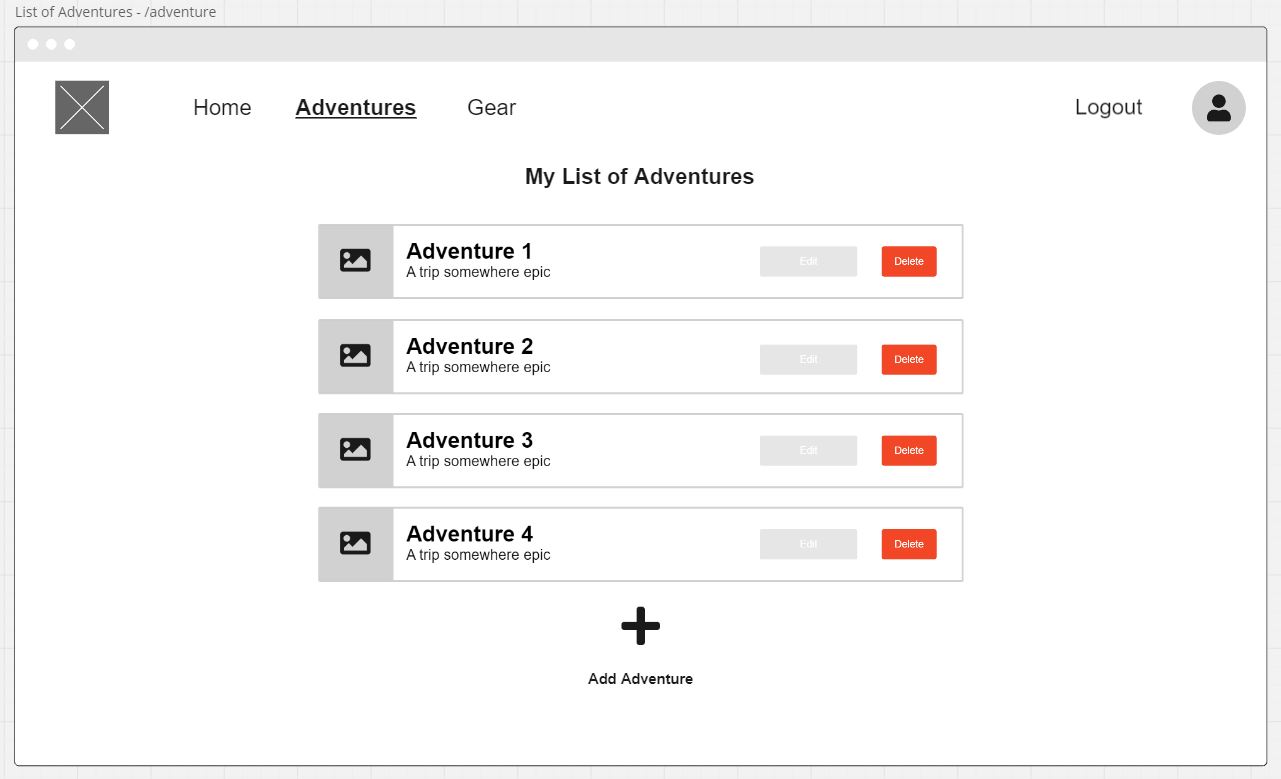 List of Adventures - /adventure
Home Adventures Gear Logout
My List of Adventures
Adventure 1
A trip somewhere epic
Edit Delete
Adventure 2
A trip somewhere epic
Edit Delete
Adventure 3
A trip somewhere epic
Edit Delete
Adventure 4
A trip somewhere epic
Edit Delete
Add Adventure